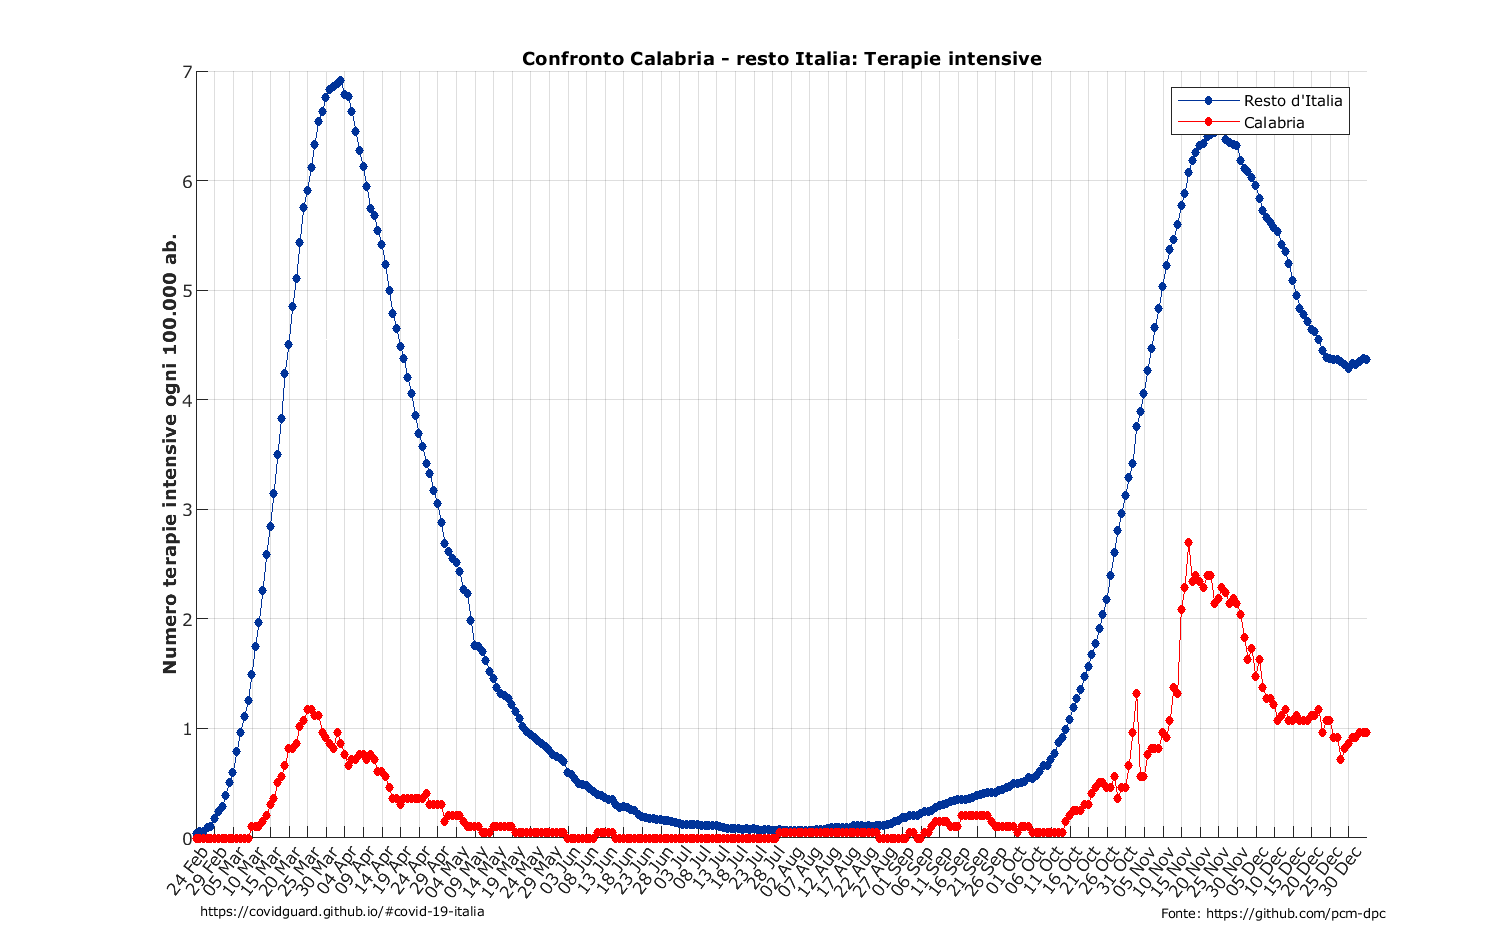 Confronto Calabria - resto Italia: Terapie intensive
Resto d'Italia
Calabria
Numero terapie intensive ogni 100.000 ab.
7
6
5
4
3
2
1
0
24 Feb
29 Feb
05 Mar
10 Mar
15 Mar
20 Mar
25 Mar
30 Mar
04 Apr
09 Apr
14 Apr
19 Apr
24 Apr
29 Apr
04 May
09 May
14 May
19 May
24 May
29 May
03 Jun
08 Jun
13 Jun
18 Jun
23 Jun
28 Jun
03 Jul
08 Jul
13 Jul
18 Jul
23 Jul
28 Jul
02 Aug
07 Aug
12 Aug
17 Aug
22 Aug
27 Aug
01 Sep
06 Sep
11 Sep
16 Sep
21 Sep
26 Sep
01 Oct
06 Oct
11 Oct
16 Oct
21 Oct
26 Oct
31 Oct
05 Nov
10 Nov
15 Nov
20 Nov
25 Nov
30 Nov
05 Dec
10 Dec
15 Dec
20 Dec
25 Dec
30 Dec
https://covidguard.github.io/#covid-19-italia
Fonte: https://github.com/pcm-dpc